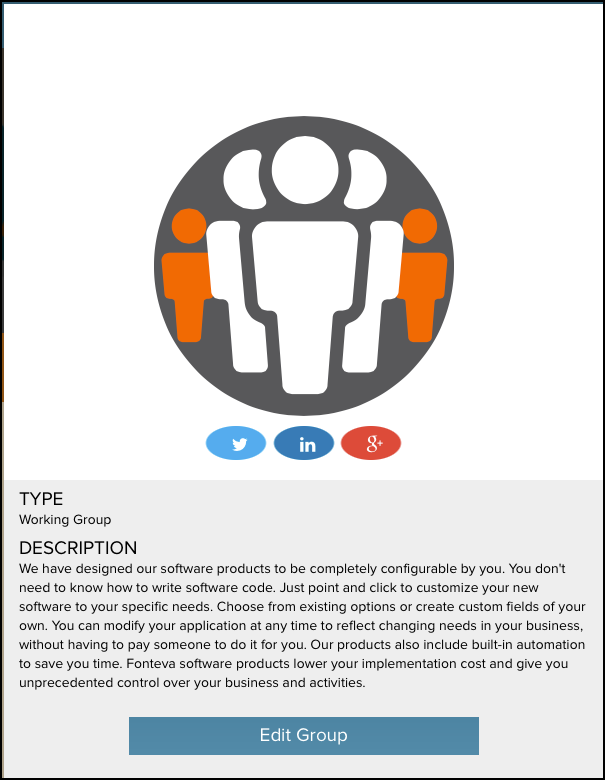 in
g+
TYPE
Working Group
DESCRIPTION
We have designed our software products to be completely configurable by you. You don't
need to know how to write software code. Just point and click to customize your new
software to your specific needs. Choose from existing options or create custom fields of your
own. You can modify your application at any time to reflect changing needs in your business,
without having to pay someone to do it for you. Our products also include built-in automation
to save you time. Fonteva software products lower your implementation cost and give you
unprecedented control over your business and activities.
Edit Group